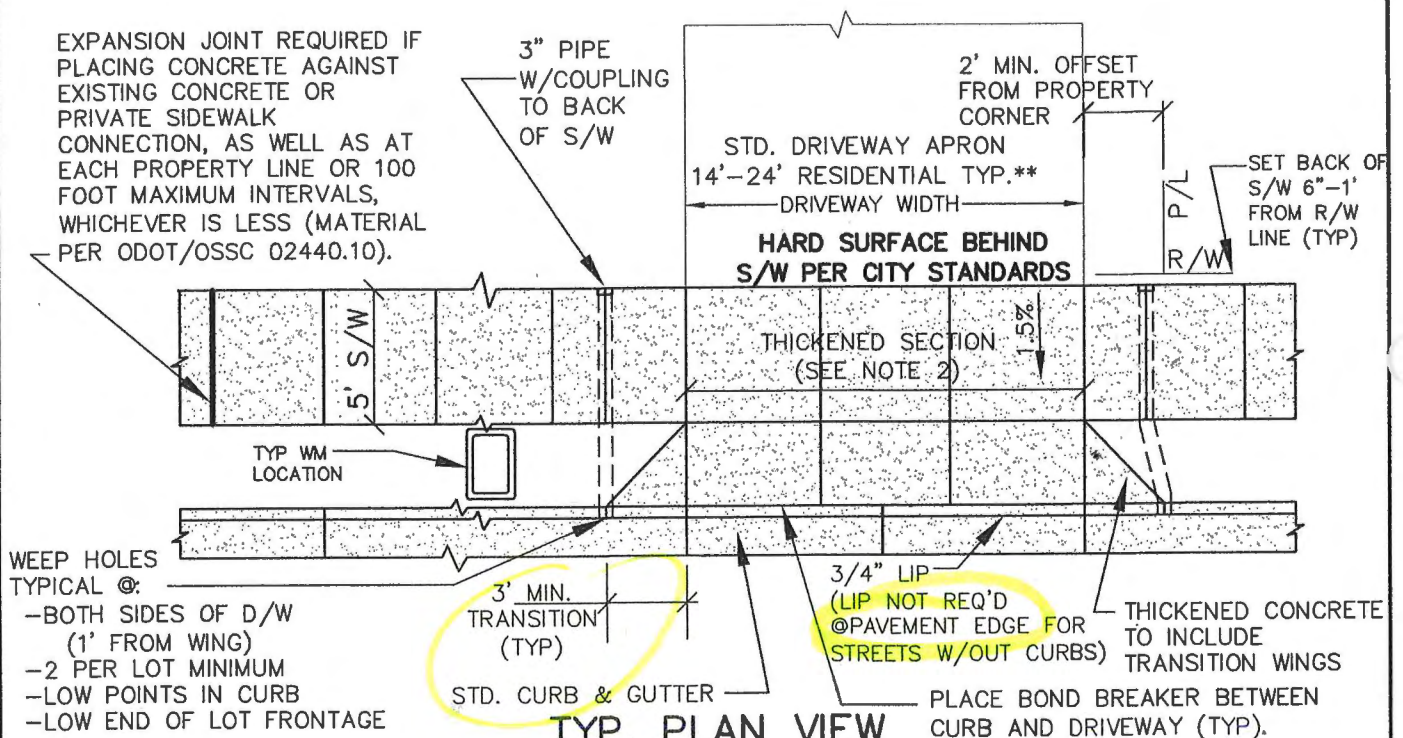 EXPANSION JOINT REQUIRED IF
PLACING CONCRETE AGAINST
EXISTING CONCRETE OR
PRIVATE SIDEWALK
CONNECTION, AS WELL AS AT
EACH PROPERTY LINE OR 100
FOOT MAXIMUM INTERVALS,
WHICHEVER IS LESS (MATERIAL
PER ODOT/OSSC 02440.10).
3" PIPE
W/COUPLING
TO BACK
OF S/W
2' MIN. OFFSET
FROM PROPERTY
CORNER
STD. DRIVEWAY APRON
14'-24' RESIDENTIAL TYP.**
DRIVEWAY WIDTH
HARD SURFACE BEHIND
S/W PER CITY STANDARDS
P/L
R/W
SET BACK OF
S/W 6"-1'
FROM R/W
LINE (TYP)
5' S/W
THICKENED SECTION
(SEE NOTE 2)
1.5%
TYP WM
LOCATION
WEEP HOLES
TYPICAL @:
-BOTH SIDES OF D/W
(1' FROM WING)
-2 PER LOT MINIMUM
-LOW POINTS IN CURB
-LOW END OF LOT FRONTAGE
3' MIN.
TRANSITION
(TYP)
STD. CURB & GUTTER
3/4" LIP
(LIP NOT REQ'D
@PAVEMENT EDGE FOR
STREETS W/OUT CURBS)
THICKENED CONCRETE
TO INCLUDE
TRANSITION WINGS
PLACE BOND BREAKER BETWEEN
CURB AND DRIVEWAY (TYP).
TYP. PLAN VIEW